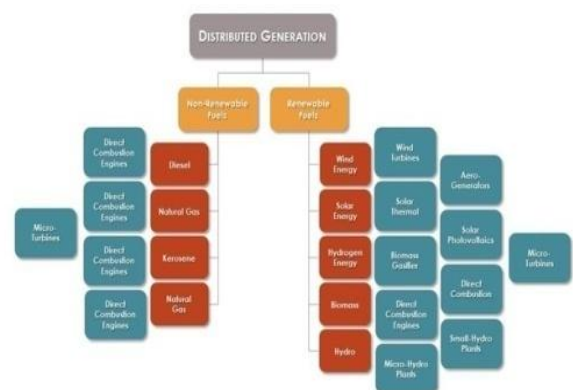 DISTRIBUTED GENERATION
Non-Renewable
Fuels
Renewable
Fuels
Direct
Combustion
Engines
Diesel
Direct
Combustion
Engines
Natural Gas
Micro-
Turbines
Direct
Combustion
Engines
Kerosene
Direct
Combustion
Engines
Natural
Gas
Wind
Energy
Wind
Turbines
Aero-
Generators
Solar
Energy
Solar
Thermal
Solar
Photovoltaics
Hydrogen
Energy
Biomass
Gasifier
Micro-
Turbines
Biomass
Direct
Combustion
Engines
Direct
Combustion
Hydro
Micro-Hydro
Plants
Small-Hydro
Plants